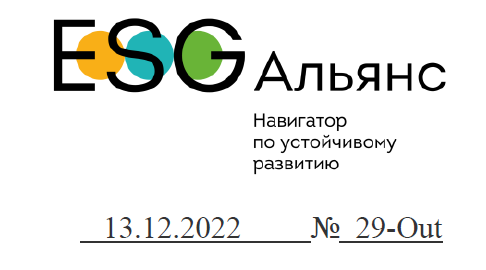 ESG Альянс
Навигатор
по устойчивому
развитию
13.12.2022 № 29-Out